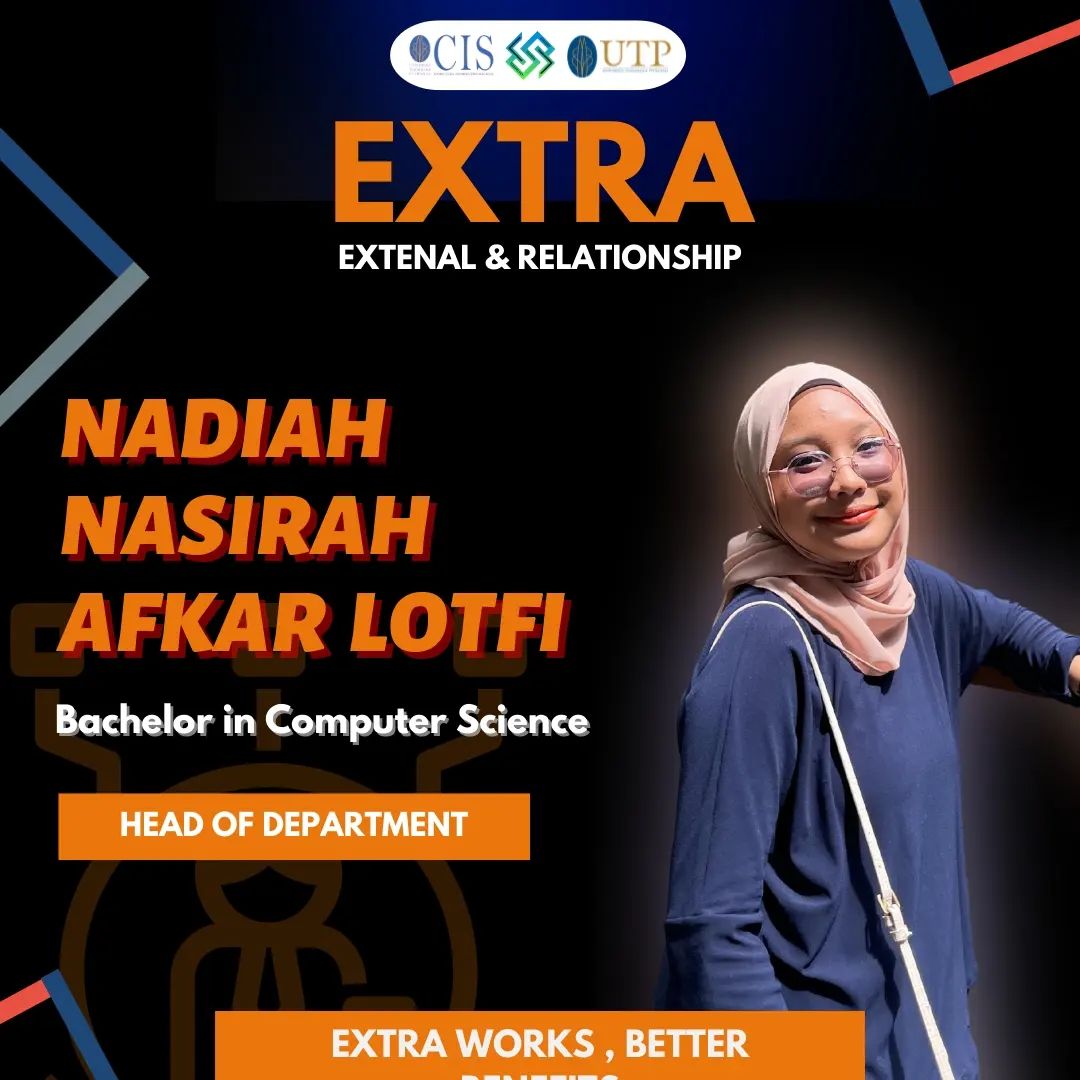 CIS
UTP
EXTRA
EXTENAL & RELATIONSHIP
NADIAH
NASIRAH
AFKAR LOTFI
Bachelor in Computer Science
HEAD OF DEPARTMENT
EXTRA WORKS , BETTER
BENEFITS